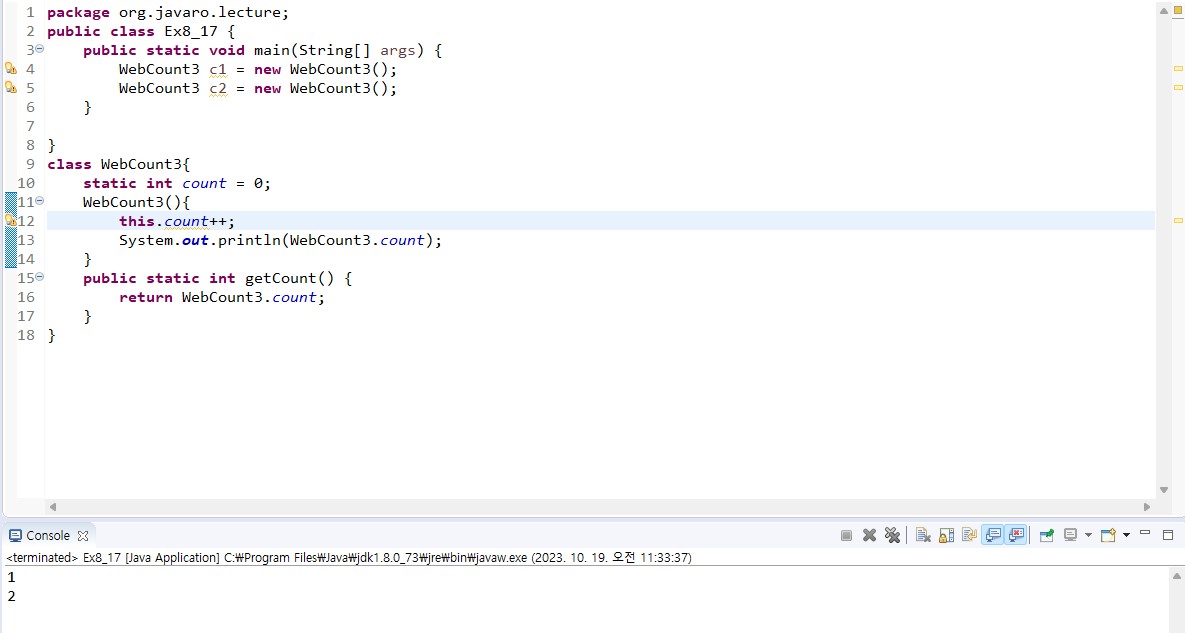 1 package org.javaro.lecture;
2 public class Ex8_17 {
3 public static void main(String[] args) {
4 WebCount3 c1 = new WebCount3();
5 WebCount3 c2 = new WebCount3();
6 }
7
8 }
9 class WebCount3{
10 static int count = 0;
11 WebCount3(){
12 this.count++;
13 System.out.println(WebCount3.count);
14 }
15 public static int getCount() {
16 return WebCount3.count;
17 }
18 }
Console
<terminated> Ex8_17 [Java Application] C:₩Program Files₩Java₩jdk1.8.0_73₩jre₩bin₩javaw.exe (2023. 10. 19. 오전 11:33:37)
1
2